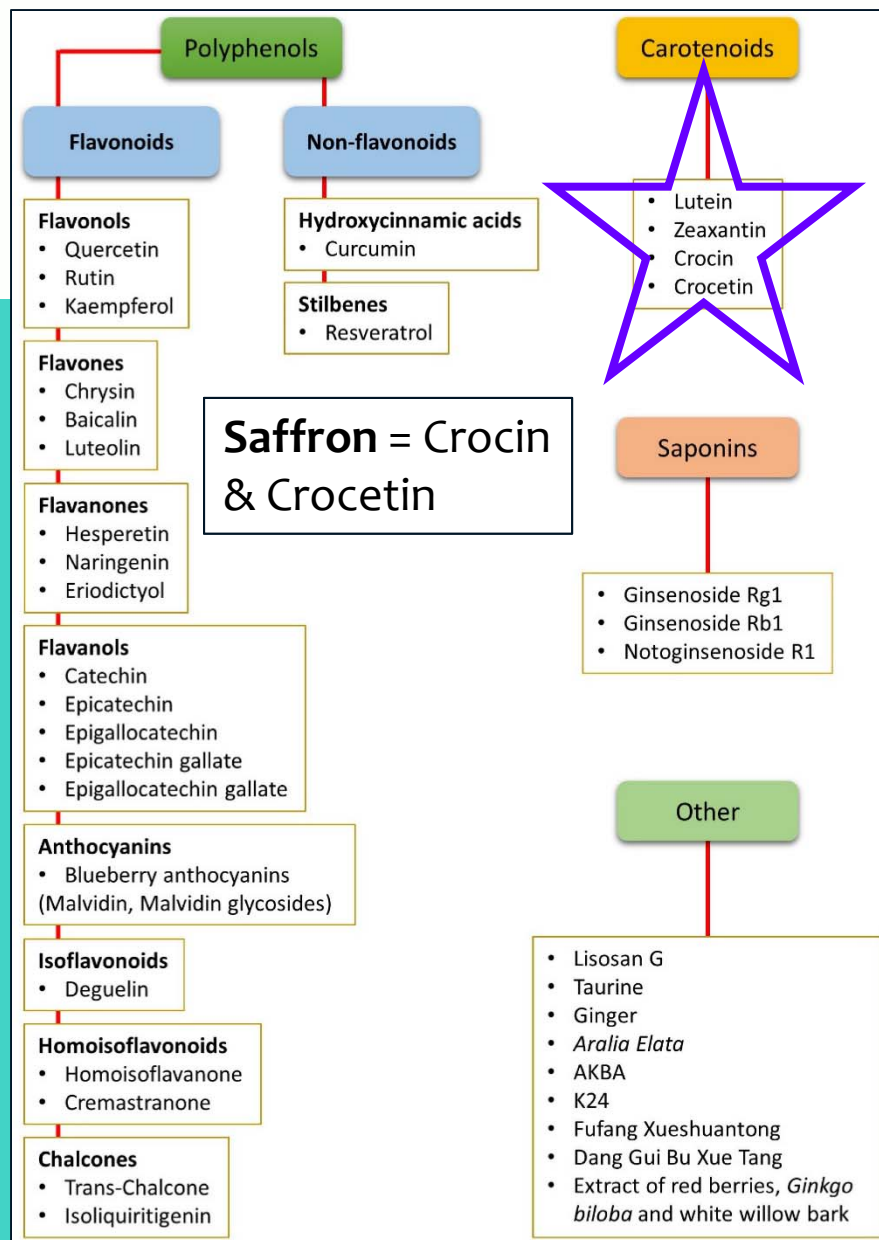 Polyphenols
Flavonoids
Flavonols
• Quercetin
• Rutin
• Kaempferol
Flavones
• Chrysin
• Baicalin
• Luteolin
Flavanones
• Hesperetin
• Naringenin
• Eriodictyol
Flavanols
• Catechin
• Epicatechin
• Epigallocatechin
• Epicatechin gallate
• Epigallocatechin gallate
Anthocyanins
• Blueberry anthocyanins
(Malvidin, Malvidin glycosides)
Isoflavonoids
• Deguelin
Homoisoflavonoids
• Homoisoflavanone
• Cremastranone
Chalcones
• Trans-Chalcone
• Isoliquiritigenin
Non-flavonoids
Hydroxycinnamic acids
• Curcumin
Stilbenes
• Resveratrol
Saffron = Crocin
& Crocetin
Carotenoids
• Lutein
• Zeaxantin
• Crocin
• Crocetin
Saponins
• Ginsenoside Rg1
• Ginsenoside Rb1
• Notoginsenoside R1
Other
• Lisosan G
• Taurine
• Ginger
• Aralia Elata
• AKBA
• K24
• Fufang Xueshuantong
• Dang Gui Bu Xue Tang
• Extract of red berries, Ginkgo
biloba and white willow bark